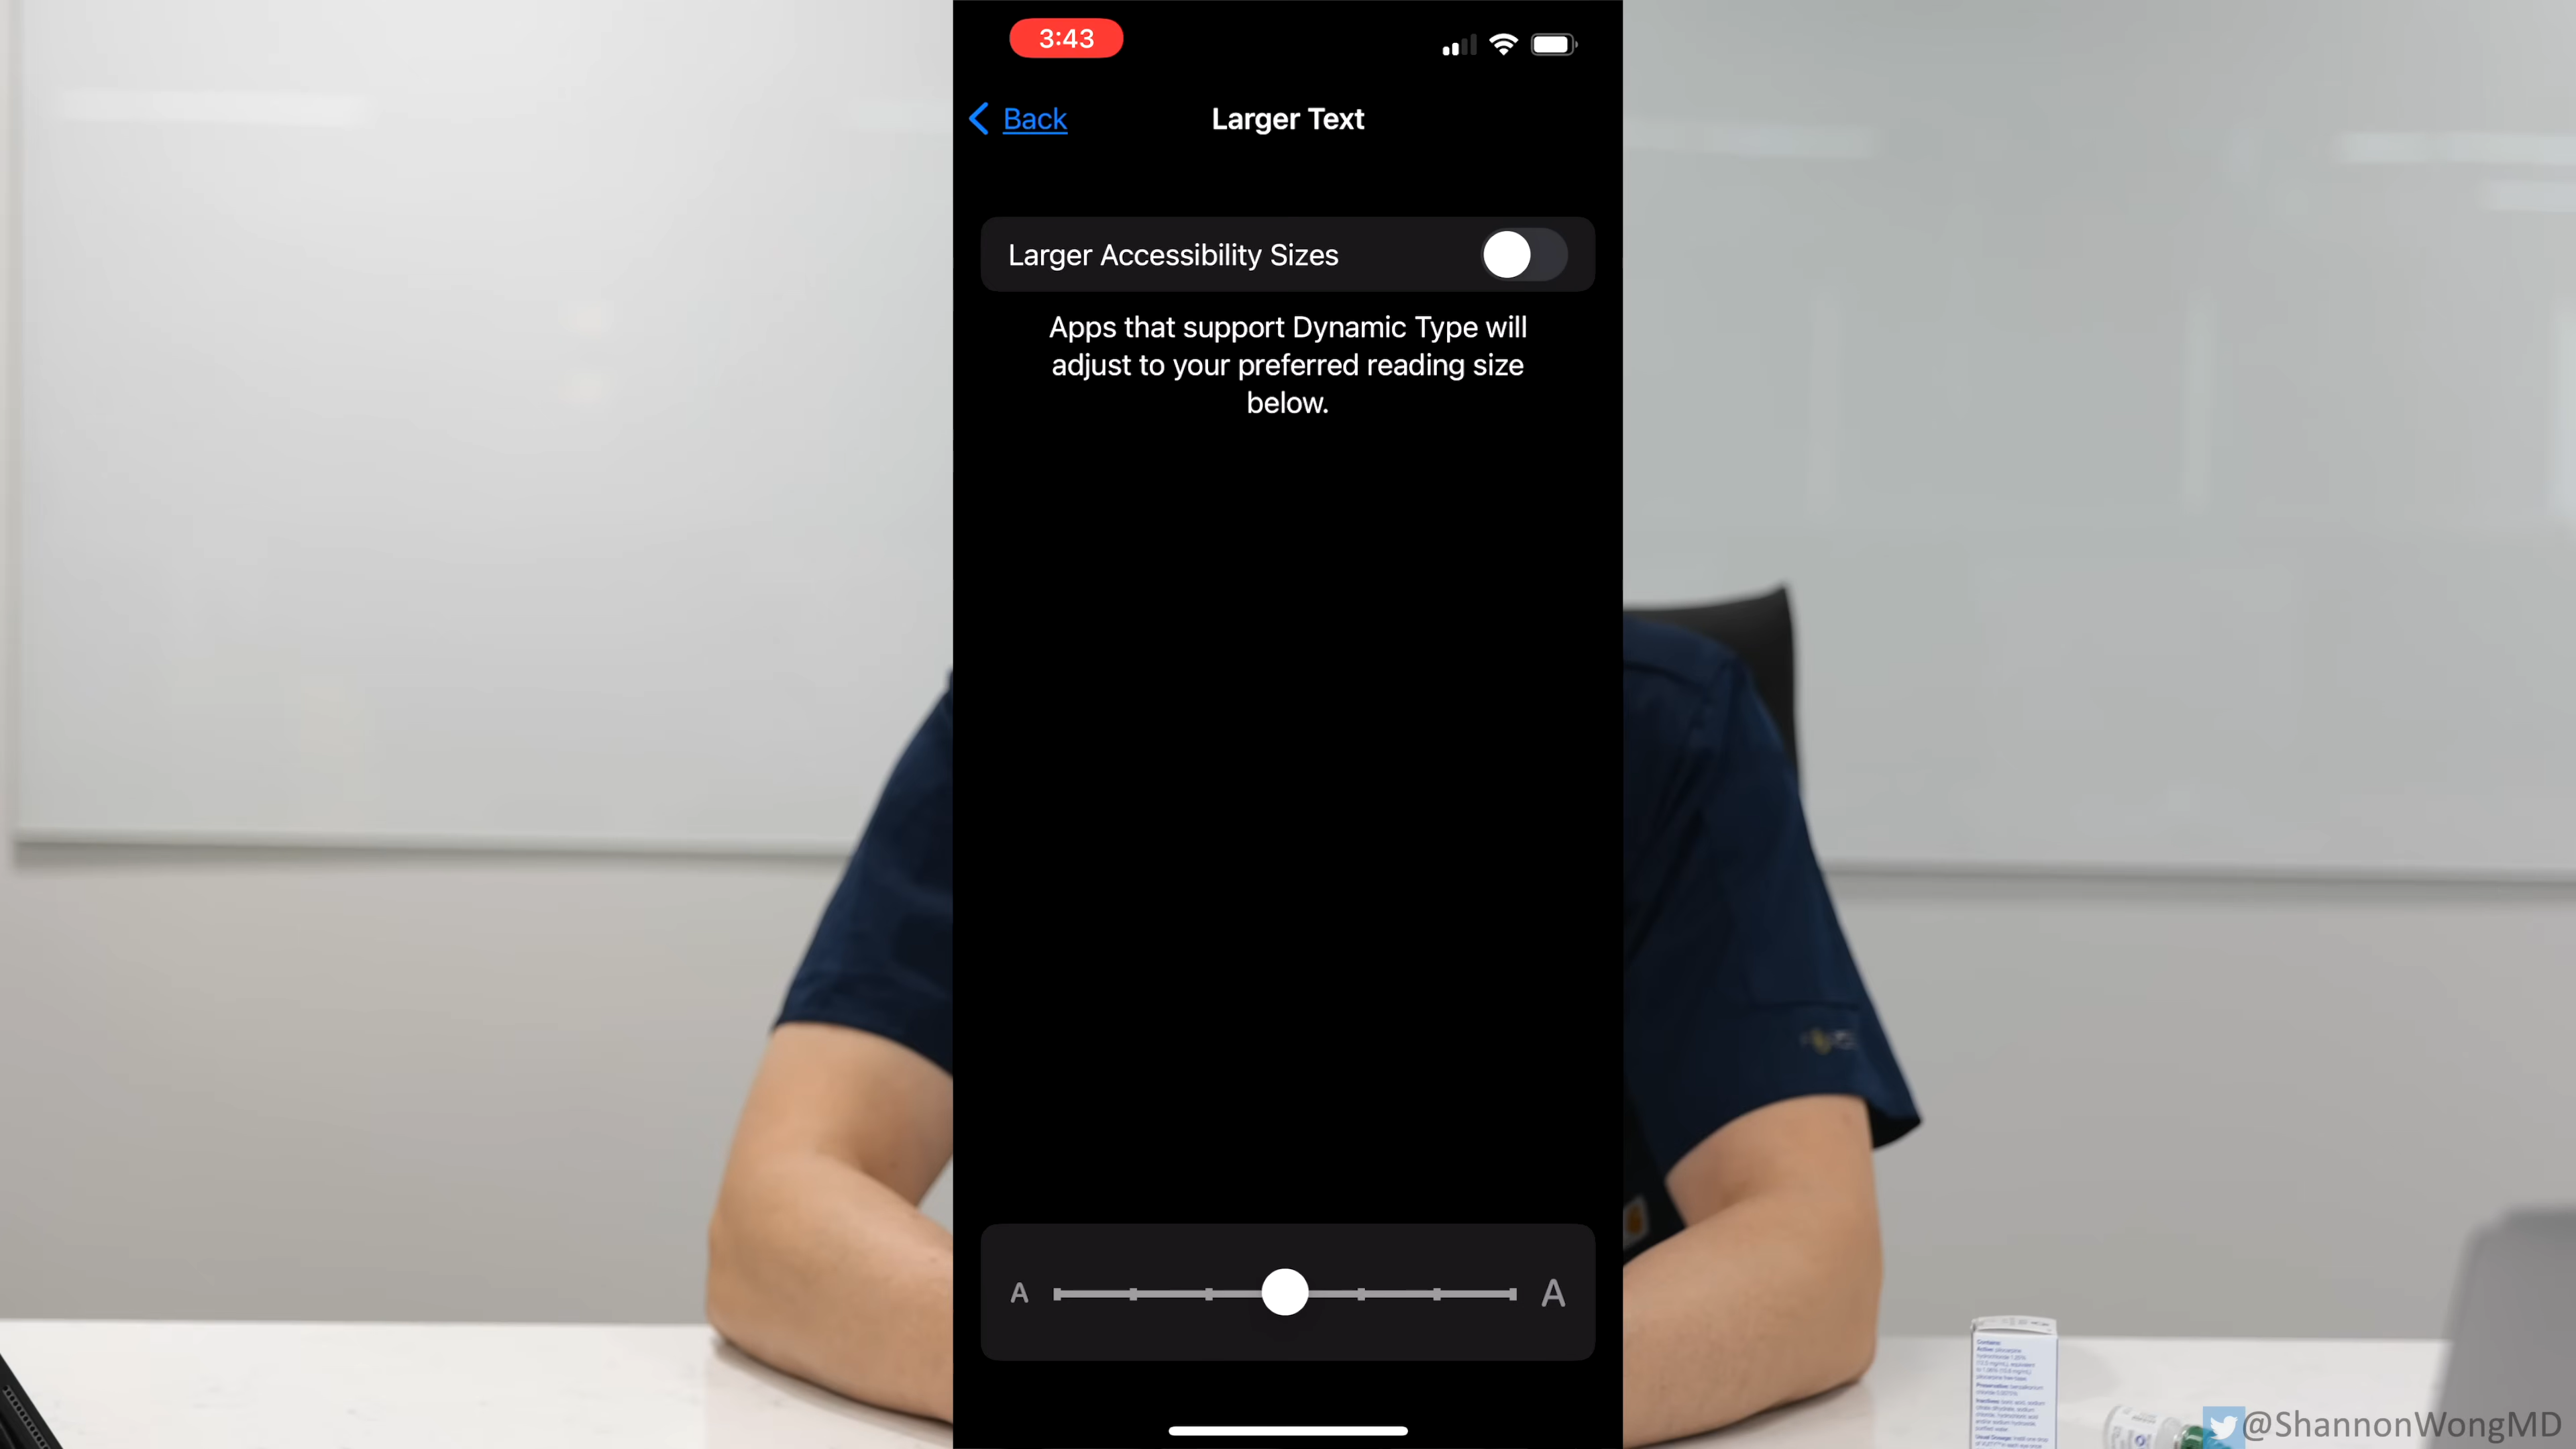 3:43
Back
Larger Text
Larger Accessibility Sizes
Apps that support Dynamic Type will
adjust to your preferred reading size
below.
A
A
Contains:
@ShannonWongMD